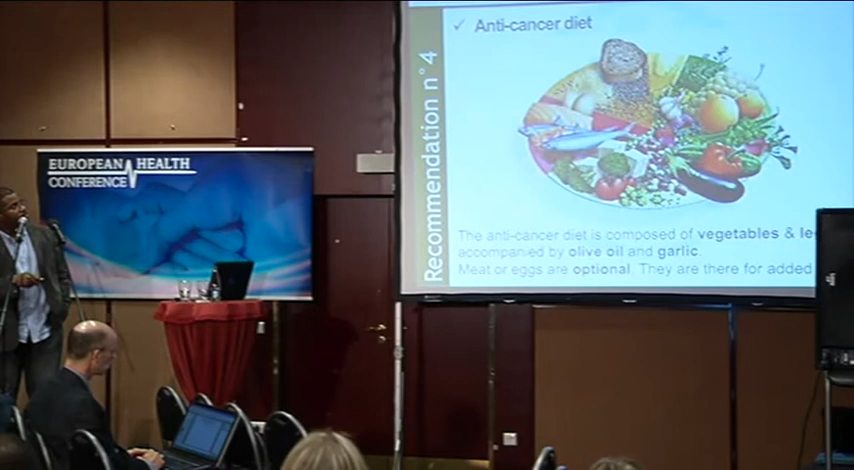 EUROPEAN HEALTH
CONFERENCE
Recommendation n° 4
✓ Anti-cancer diet
The anti-cancer diet is composed of vegetables & le
accompanied by olive oil and garlic.
Meat or eggs are optional. They are there for added